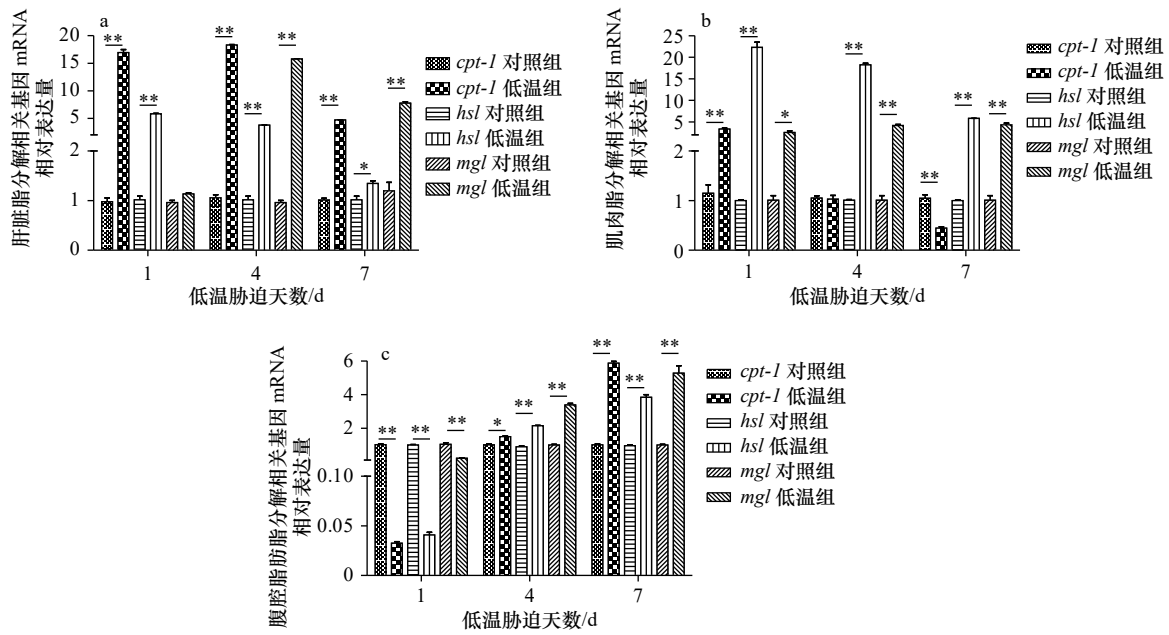 a
肝脏脂分解相关基因 mRNA
相对表达量
20
15
10
5
2
1
0
** ** ** ** ** ** * **
1 4 7
低温胁迫天数/d
cpt-1 对照组
cpt-1 低温组
hsl 对照组
hsl 低温组
mgl 对照组
mgl 低温组
b
肌肉脂分解相关基因 mRNA
相对表达量
25
20
15
10
5
2
1
0
** ** * ** ** ** ** **
1 4 7
低温胁迫天数/d
cpt-1 对照组
cpt-1 低温组
hsl 对照组
hsl 低温组
mgl 对照组
mgl 低温组
c
腹腔脂肪脂分解相关基因 mRNA
相对表达量
6
4
2
0.10
0.05
0
** ** ** * ** ** ** ** **
1 4 7
低温胁迫天数/d
cpt-1 对照组
cpt-1 低温组
hsl 对照组
hsl 低温组
mgl 对照组
mgl 低温组